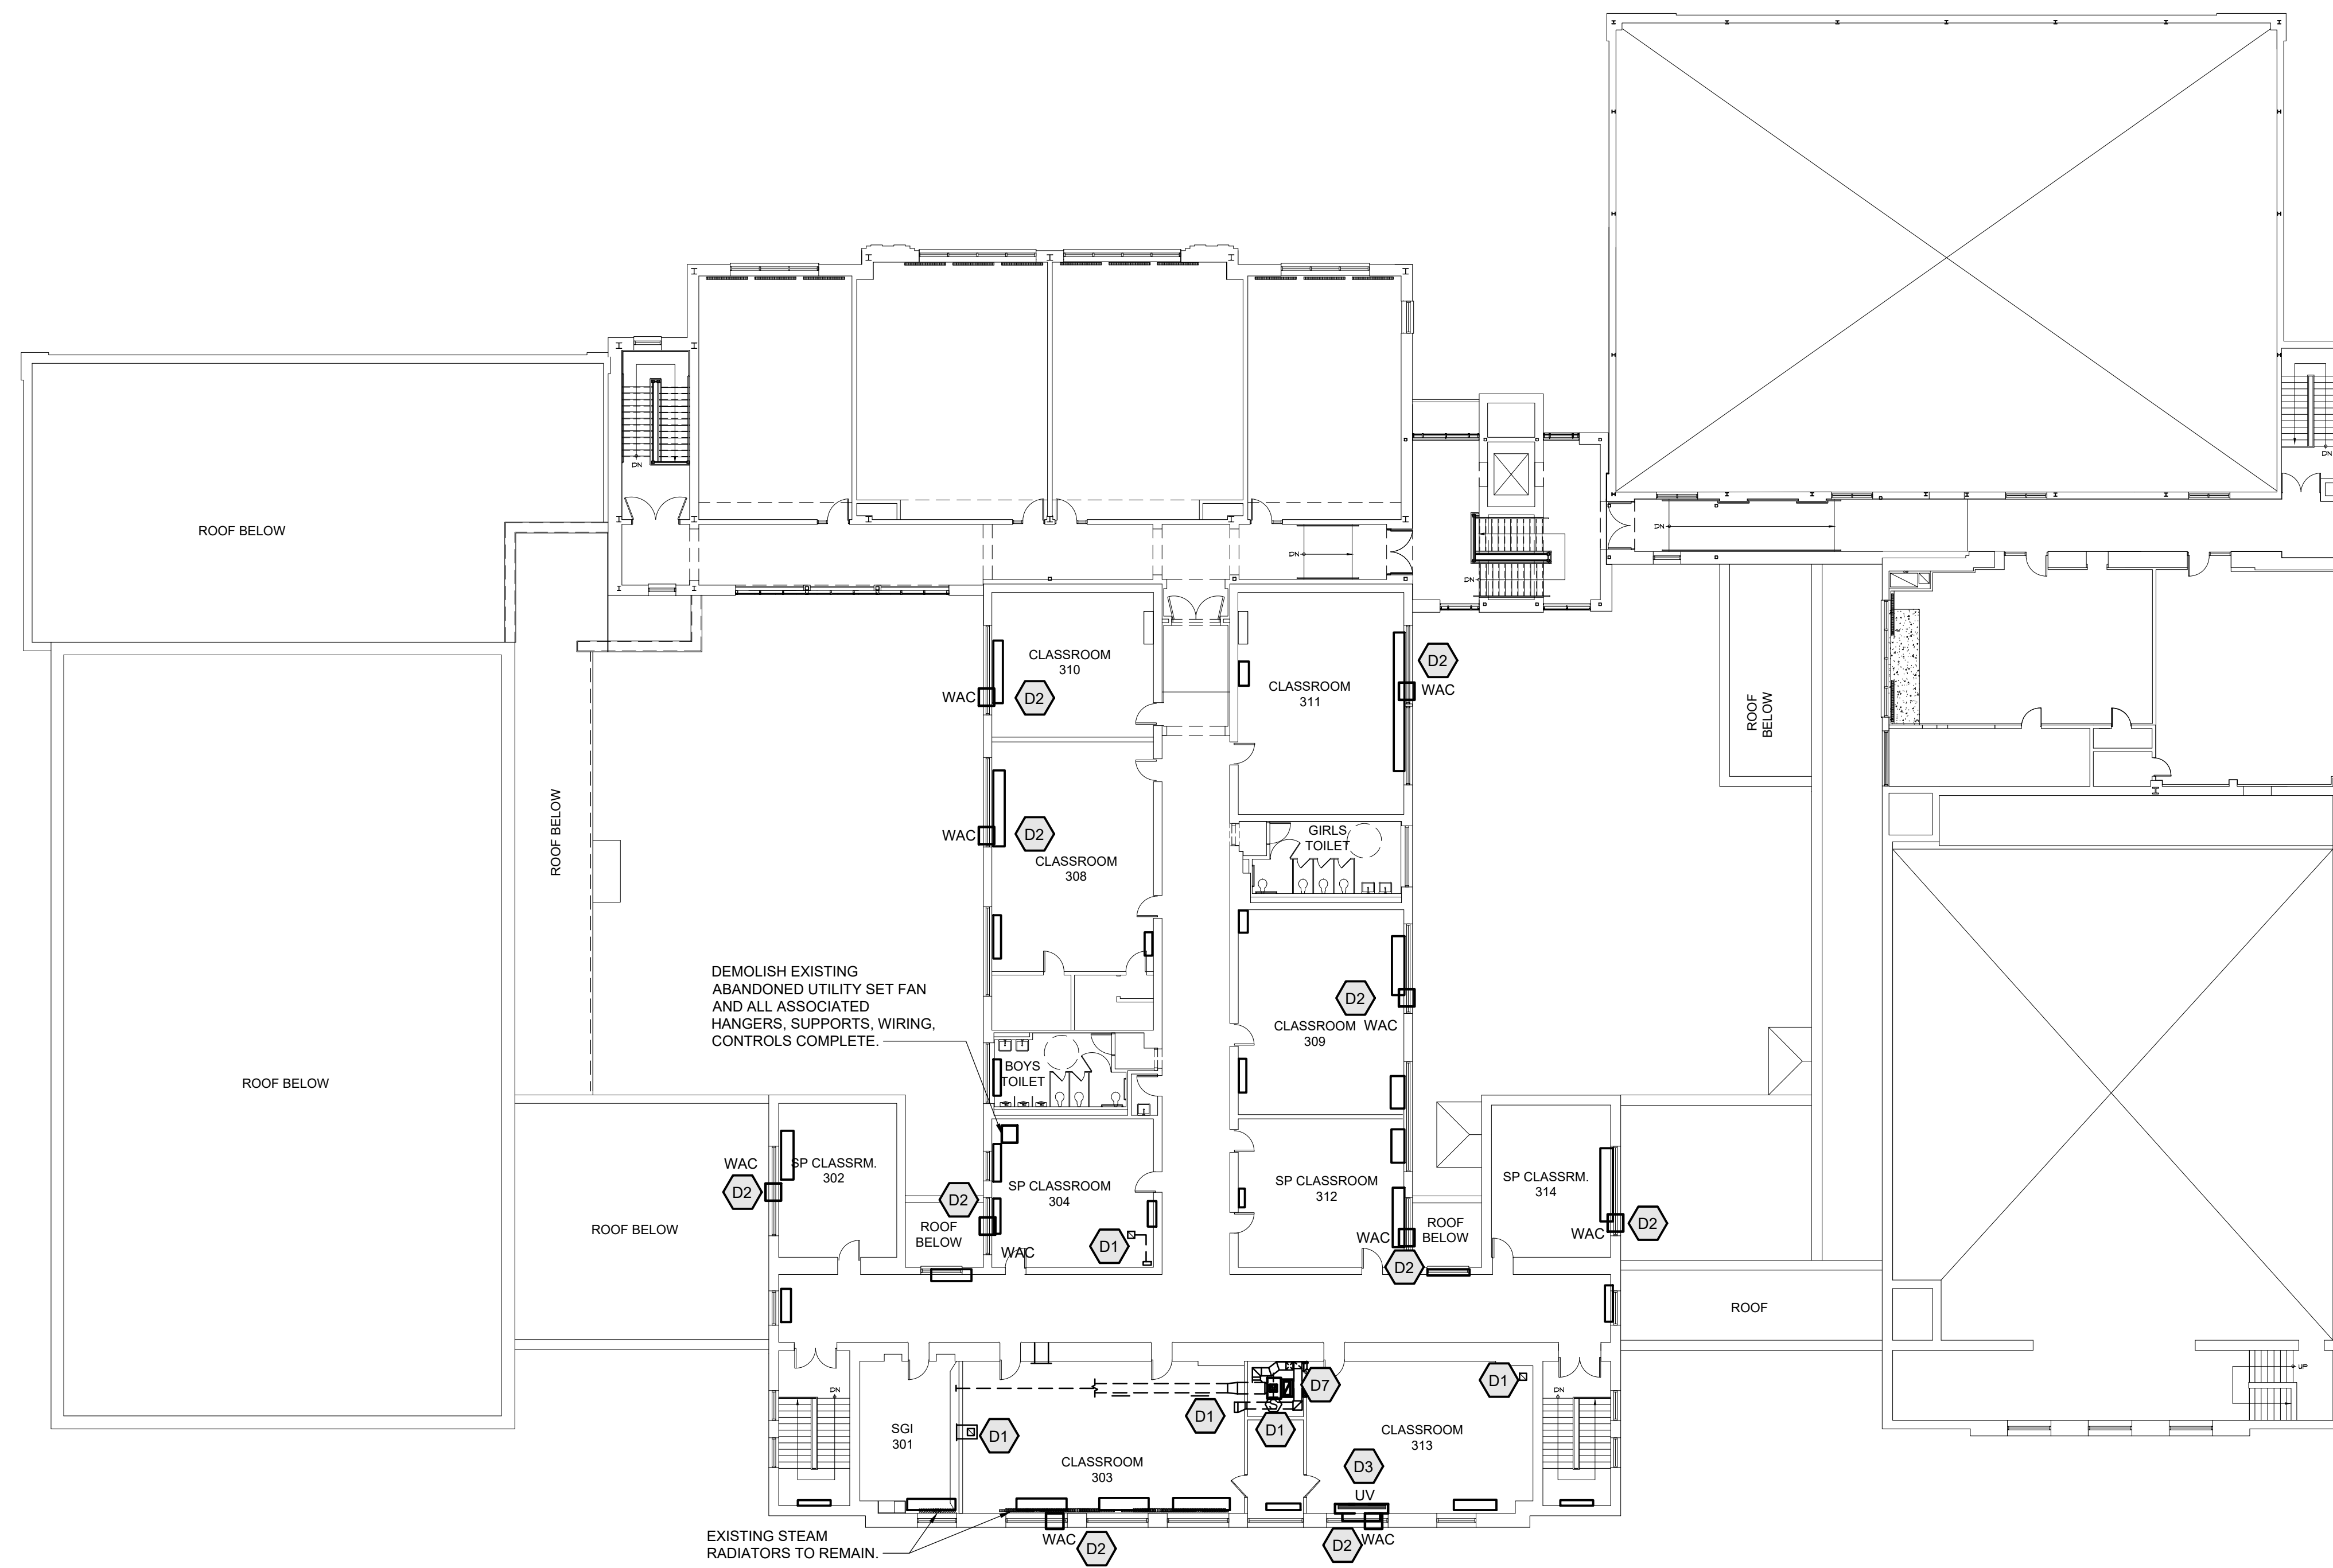 DN
ROOF BELOW
DN
DN
DN
DN
CLASSROOM
310
D2
WAC
D2
WAC
CLASSROOM
311
ROOF
BELOW
ROOF BELOW
WAC
D2
CLASSROOM
308
GIRLS
TOILET
DEMOLISH EXISTING
ABANDONED UTILITY SET FAN
AND ALL ASSOCIATED
HANGERS, SUPPORTS, WIRING,
CONTROLS COMPLETE.
D2
CLASSROOM
309
WAC
BOYS
TOILET
ROOF BELOW
WAC
D2
SP CLASSRM.
302
D2
SP CLASSROOM
304
SP CLASSROOM
312
SP CLASSRM.
314
D2
WAC
ROOF BELOW
ROOF
BELOW
WAC
D1
WAC
D2
ROOF
BELOW
ROOF
UP
DN
DN
D7
D1
D1
S
D1
SGI
301
D1
CLASSROOM
303
CLASSROOM
313
D3
UV
EXISTING STEAM
RADIATORS TO REMAIN.
WAC
D2
D2
WAC